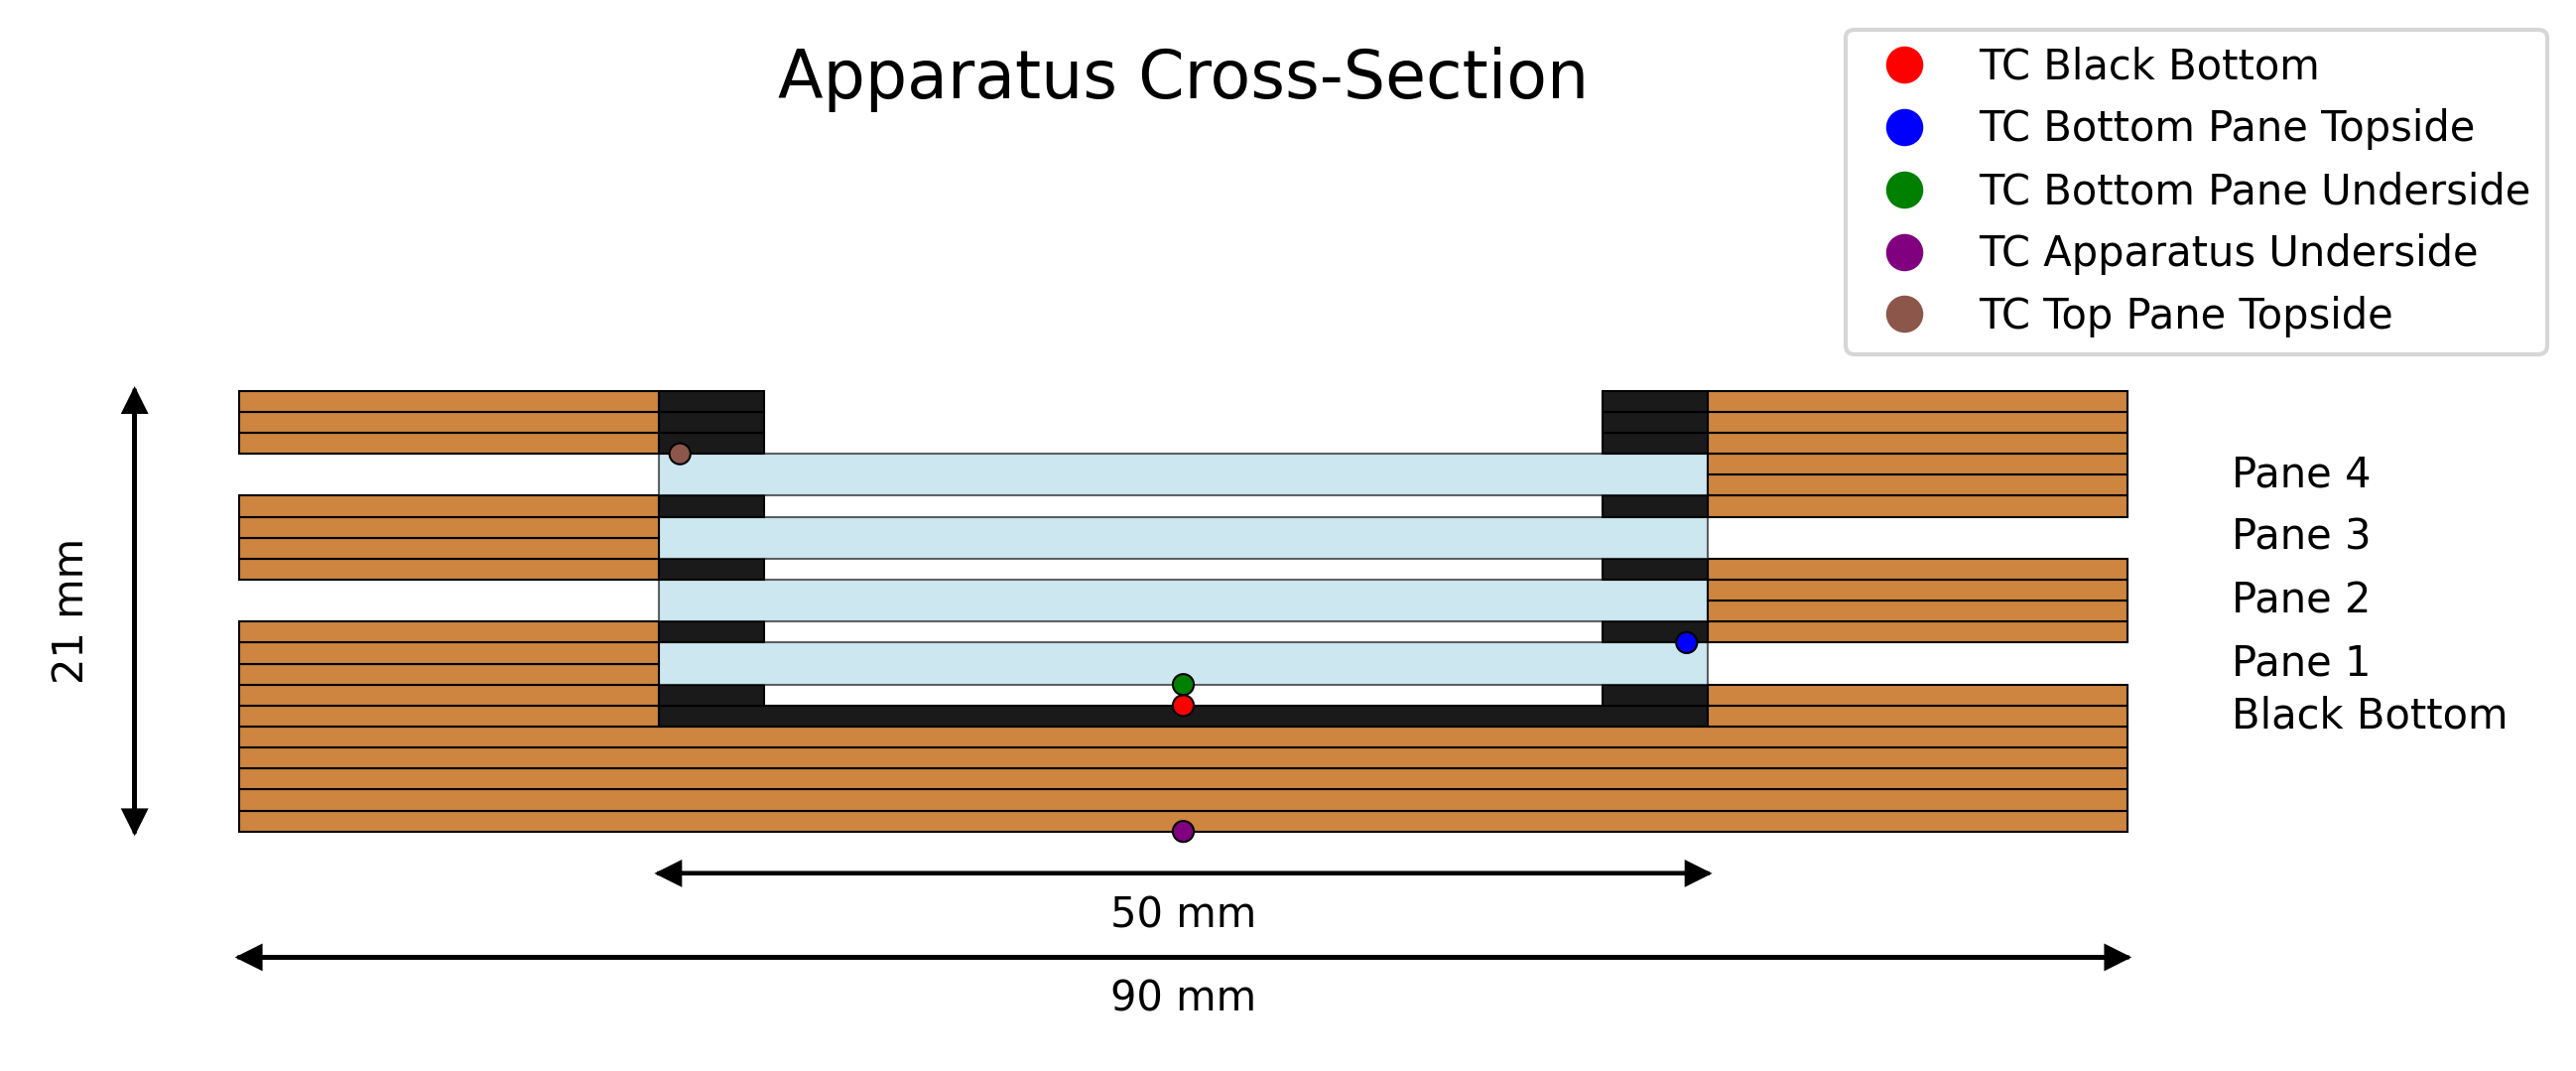 Apparatus Cross-Section
TC Black Bottom
TC Bottom Pane Topside
TC Bottom Pane Underside
TC Apparatus Underside
TC Top Pane Topside
21 mm
Pane 4
Pane 3
Pane 2
Pane 1
Black Bottom
50 mm
90 mm